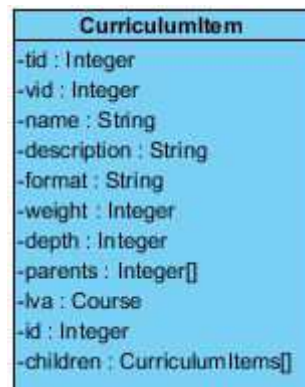 CurriculumItem
-tid : Integer
-vid : Integer
-name : String
-description : String
-format : String
-weight : Integer
-depth : Integer
-parents : Integer[]
-lva : Course
-id : Integer
-children : CurriculumItems[]